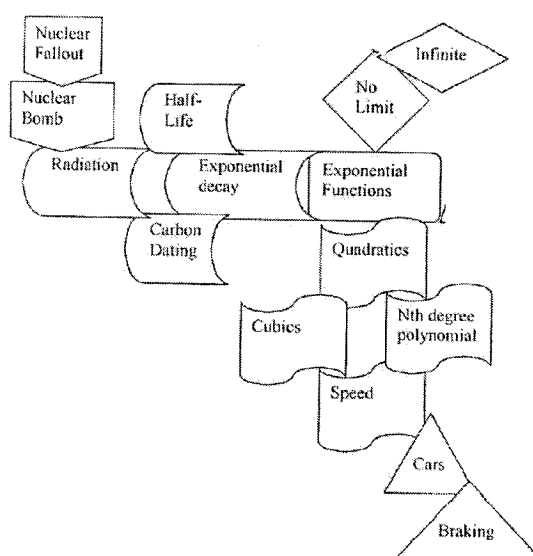 Nuclear
Fallout
Infinite
Nuclear
Bomb
Half-
Life
No
Limit
Radiation
Exponential
decay
Exponential
Functions
Carbon
Dating
Quadratics
Cubics
Nth degree
polynomial
Speed
Cars
Braking